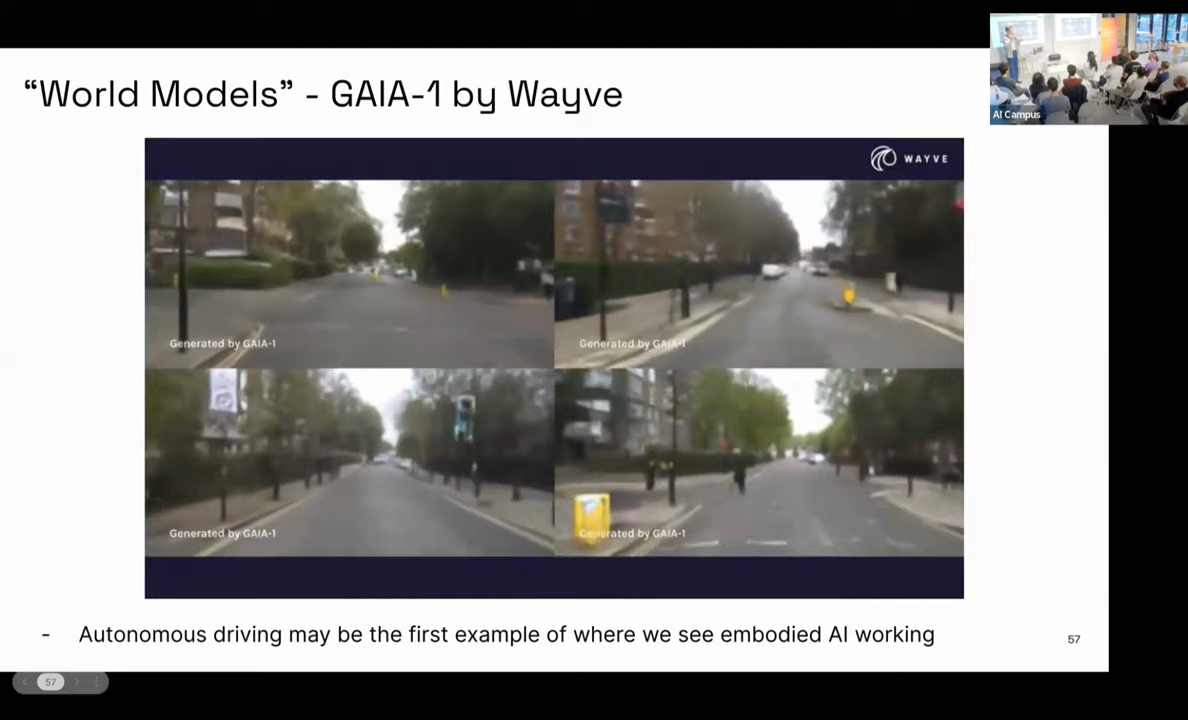 “World Models” - GAIA-1 by Wayve
AI Campus
WAYVE
Generated by GAIA-1
Generated by GAIA-1
Generated by GAIA-1
Generated by GAIA-1
- Autonomous driving may be the first example of where we see embodied AI working
57
57